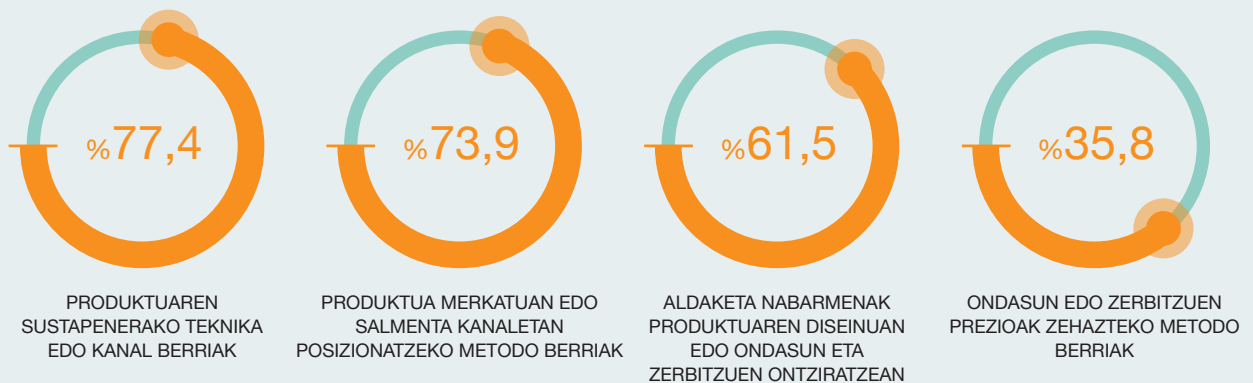 %77,4
PRODUKTUAREN
SUSTAPENERAKO TEKNIKA
EDO KANAL BERRIAK
%73,9
PRODUKTUA MERKATUAN EDO
SALMENTA KANALETAN
POSIZIONATZEKO METODO BERRIAK
%61,5
ALDAKETA NABARMENAK
PRODUKTUAREN DISEINUAN
EDO ONDASUN ETA
ZERBITZUEN ONTZIRATZEAN
%35,8
ONDASUN EDO ZERBITZUEN
PREZIOAK ZEHAZTEKO METODO
BERRIAK